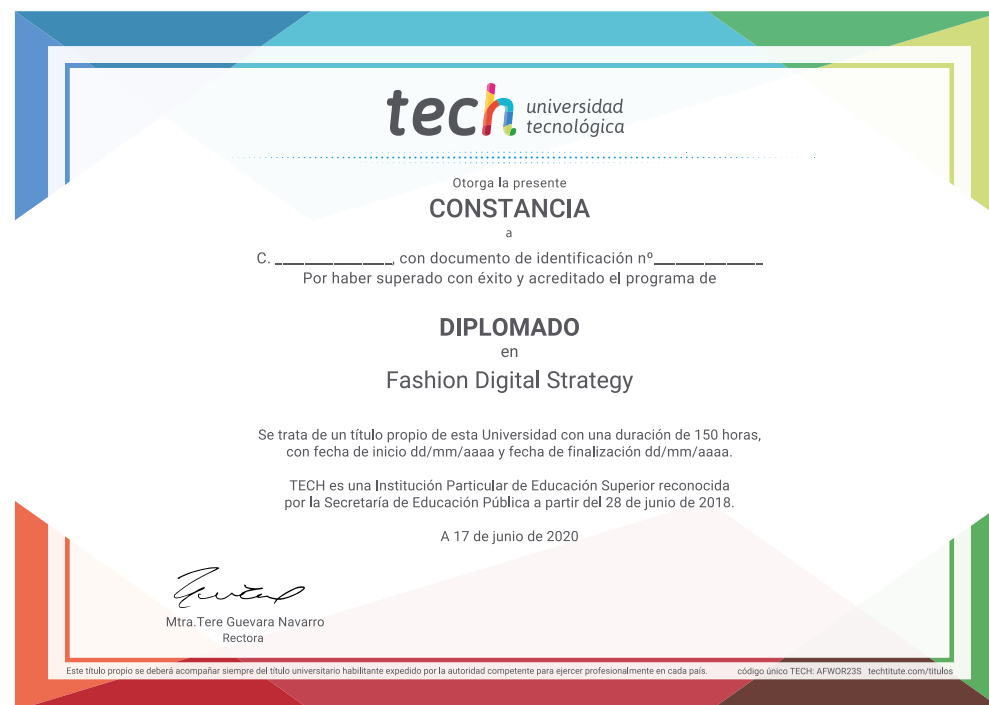 tech universidad
tecnológica
Otorga la presente
CONSTANCIA
a
C. ______________, con documento de identificación nº_____________
Por haber superado con éxito y acreditado el programa de
DIPLOMADO
en
Fashion Digital Strategy
Se trata de un título propio de esta Universidad con una duración de 150 horas,
con fecha de inicio dd/mm/aaaa y fecha de finalización dd/mm/aaaa.
TECH es una Institución Particular de Educación Superior reconocida
por la Secretaría de Educación Pública a partir del 28 de junio de 2018.
A 17 de junio de 2020
Mtra.Tere Guevara Navarro
Rectora
Este título propio se deberá acompañar siempre del título universitario habilitante expedido por la autoridad competente para ejercer profesionalmente en cada país. código único TECH: AFWOR23S techtitute.com/titulos